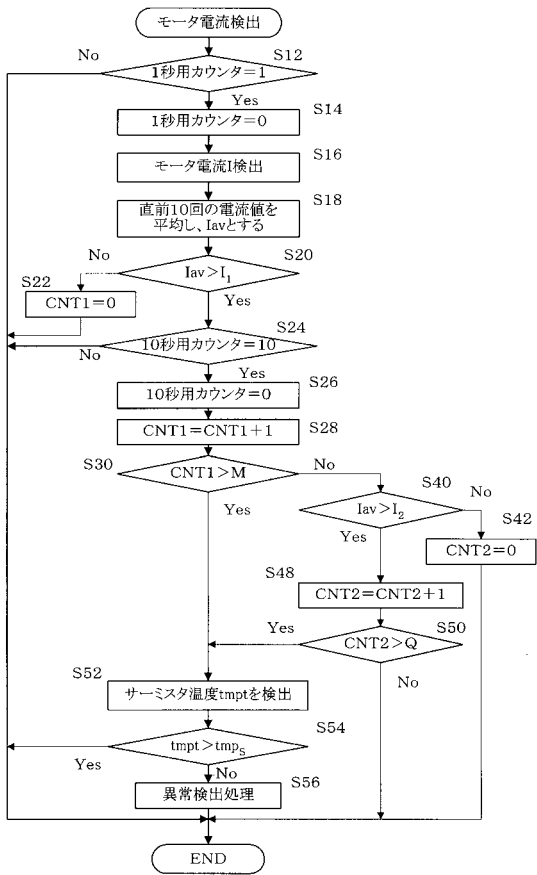 モータ電流検出
No
S12
1秒用カウンタ=1
Yes
S14
1秒用カウンタ=0
S16
モータ電流I検出
S18
直前10回の電流値を
平均し、Iavとする
S20
No
Iav>I₁
S22
CNT1=0
Yes
S24
10秒用カウンタ=10
No
Yes
S26
10秒用カウンタ=0
S28
CNT1=CNT1+1
S30
CNT1>M
No
S40
Yes
Iav>I₂
No
S42
Yes
CNT2=0
S48
CNT2=CNT2+1
S50
Yes
CNT2>Q
No
S52
サーミスタ温度tmptを検出
S54
tmpt>tmpₛ
Yes
No
S56
異常検出処理
END